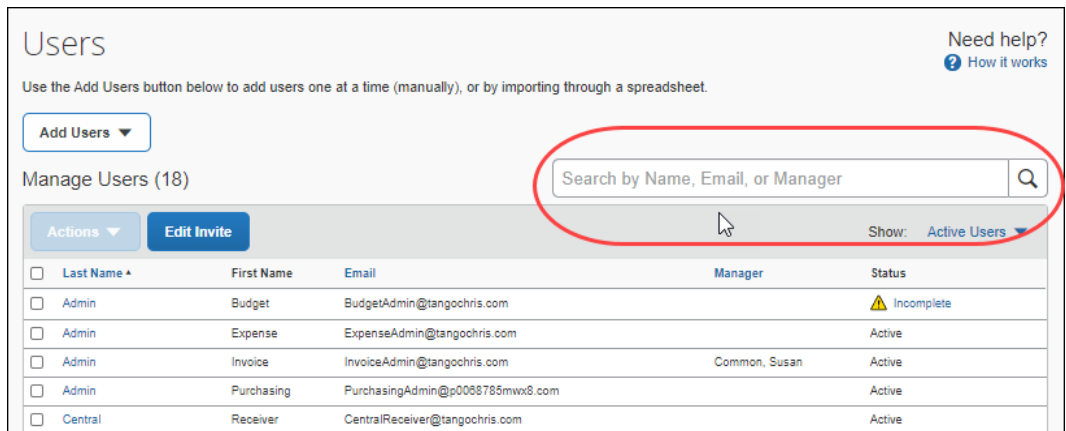 Users
Need help?
? How it works
Use the Add Users button below to add users one at a time (manually), or by importing through a spreadsheet.
Add Users
Manage Users (18)
Search by Name, Email, or Manager
Actions
Edit Invite
Show: Active Users
Last Name First Name Email Manager Status
Admin Budget BudgetAdmin@tangochris.com Incomplete
Admin Expense ExpenseAdmin@tangochris.com Active
Admin Invoice InvoiceAdmin@tangochris.com Common, Susan Active
Admin Purchasing PurchasingAdmin@p0068785mwx8.com Active
Central Receiver CentralReceiver@tangochris.com Active